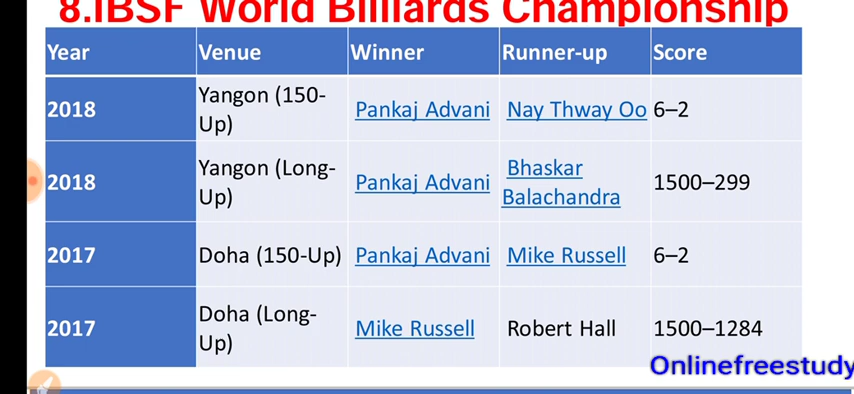 8.IBSF World Billiards Championship
Year Venue Winner Runner-up Score
2018 Yangon (150-
Up) Pankaj Advani Nay Thway Oo 6–2
2018 Yangon (Long-
Up) Pankaj Advani Bhaskar
Balachandra 1500–299
2017 Doha (150-Up) Pankaj Advani Mike Russell 6–2
2017 Doha (Long-
Up) Mike Russell Robert Hall 1500–1284
Onlinefreestudy